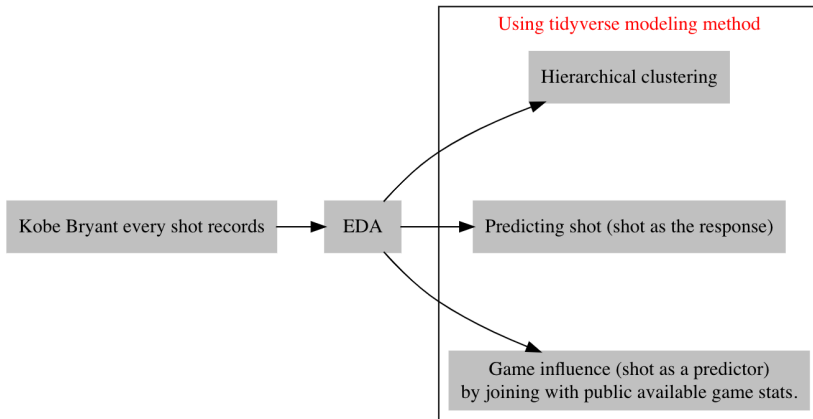 Using tidyverse modeling method
Hierarchical clustering
Kobe Bryant every shot records
EDA
Predicting shot (shot as the response)
Game influence (shot as a predictor)
by joining with public available game stats.